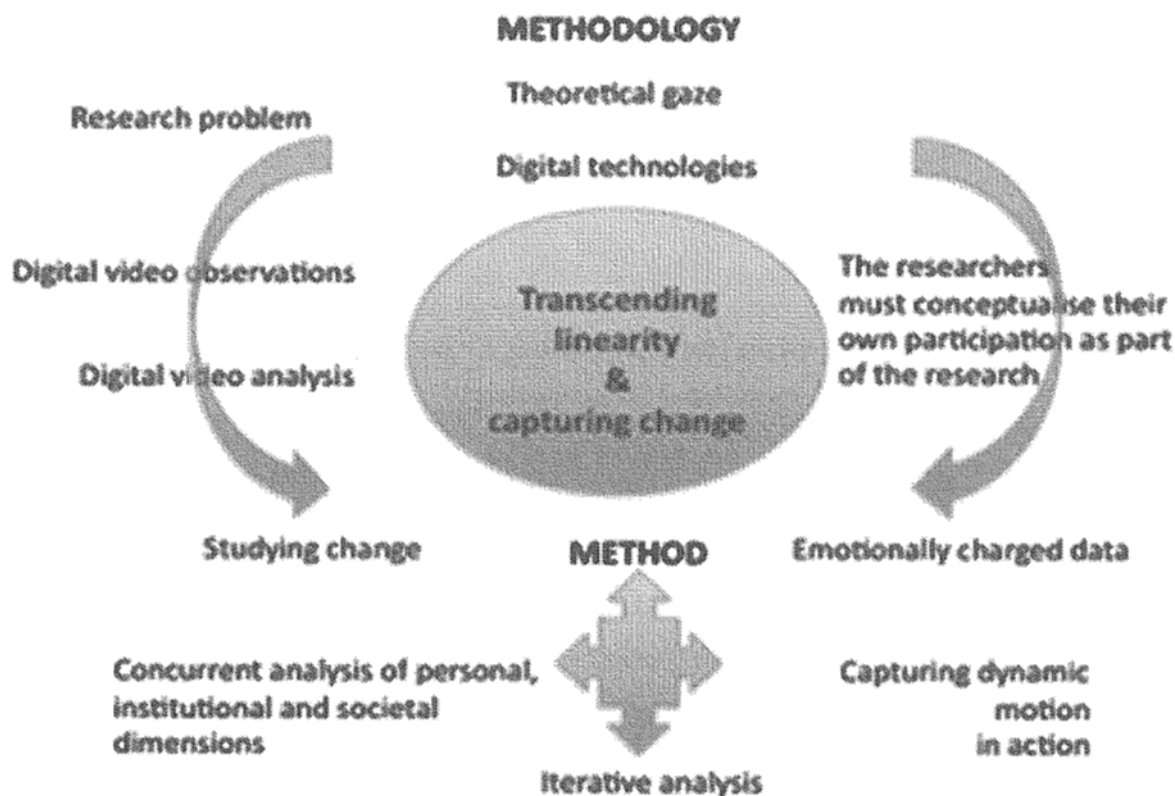 METHODOLOGY
Theoretical gaze
Research problem
Digital technologies
Digital video observations
Digital video analysis
Transcending
linearity
&
capturing change
The researchers
must conceptualise their
own participation as part
of the research
Studying change
METHOD
Emotionally charged data
Concurrent analysis of personal,
institutional and societal
dimensions
Capturing dynamic
motion
in action
Iterative analysis